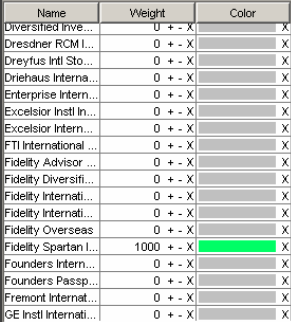 Name Weight Color
Diversified Inve... 0 + - X X
Dresdner RCM I... 0 + - X X
Dreyfus Intl Sto... 0 + - X X
Driehaus Interna... 0 + - X X
Enterprise Intern... 0 + - X X
Excelsior Instl In... 0 + - X X
Excelsior Intern... 0 + - X X
FTI International ... 0 + - X X
Fidelity Advisor ... 0 + - X X
Fidelity Diversifi... 0 + - X X
Fidelity Internati... 0 + - X X
Fidelity Internati... 0 + - X X
Fidelity Overseas 0 + - X X
Fidelity Spartan I... 1000 + - X X
Founders Intern... 0 + - X X
Founders Passp... 0 + - X X
Fremont Internat... 0 + - X X
GE Instl Internati... 0 + - X X